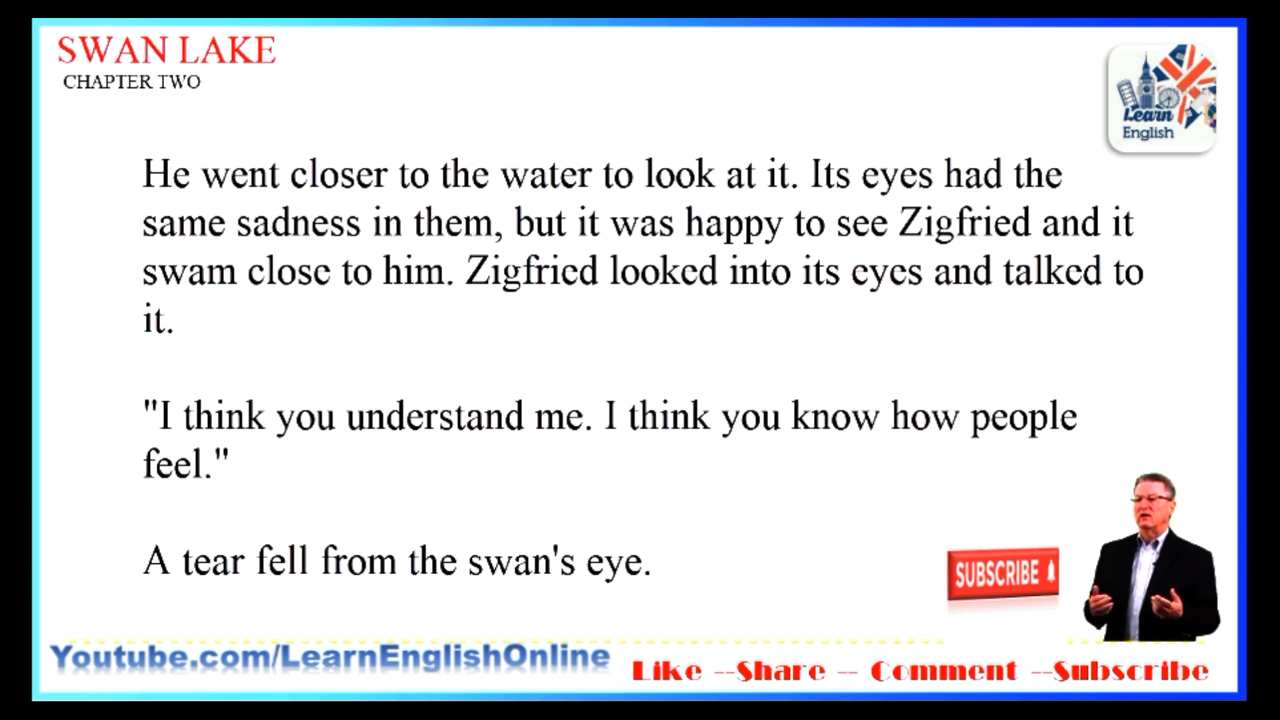 SWAN LAKE
CHAPTER TWO
Learn
English
He went closer to the water to look at it. Its eyes had the
same sadness in them, but it was happy to see Zigfried and it
swam close to him. Zigfried looked into its eyes and talked to
it.
"I think you understand me. I think you know how people
feel."
A tear fell from the swan's eye.
SUBSCRIBE
Youtube.com/LearnEnglishOnline
Like --Share -- Comment --Subscribe